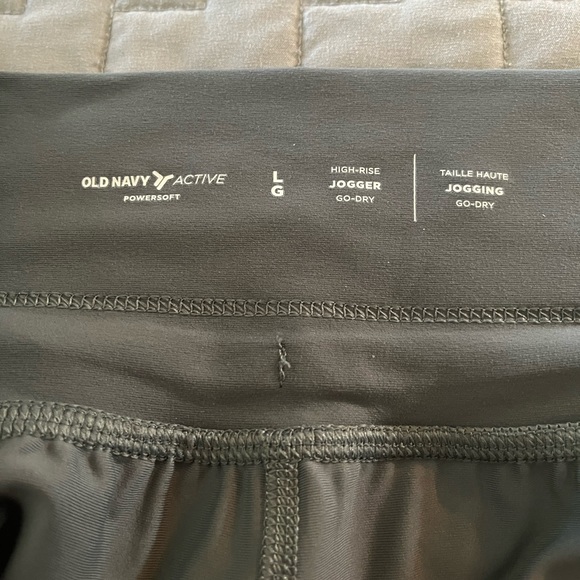 OLD NAVY ACTIVE
POWERSOFT
L
G
HIGH-RISE
JOGGER
GO-DRY
TAILLE HAUTE
JOGGING
GO-DRY